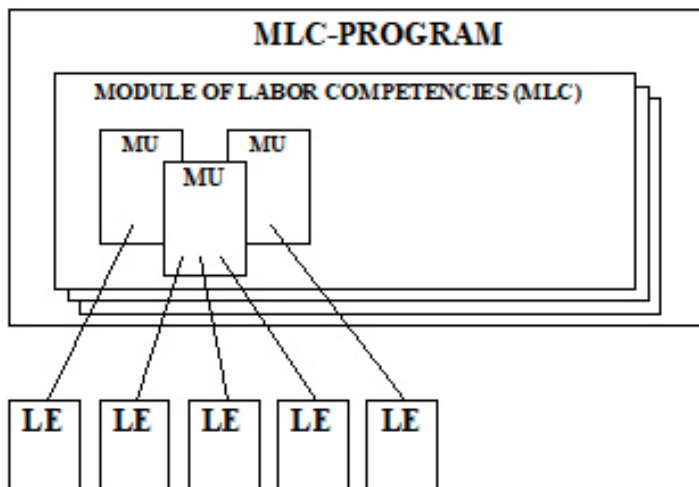 MLC-PROGRAM
MODULE OF LABOR COMPETENCIES (MLC)
MU MU
MU
LE LE LE LE LE